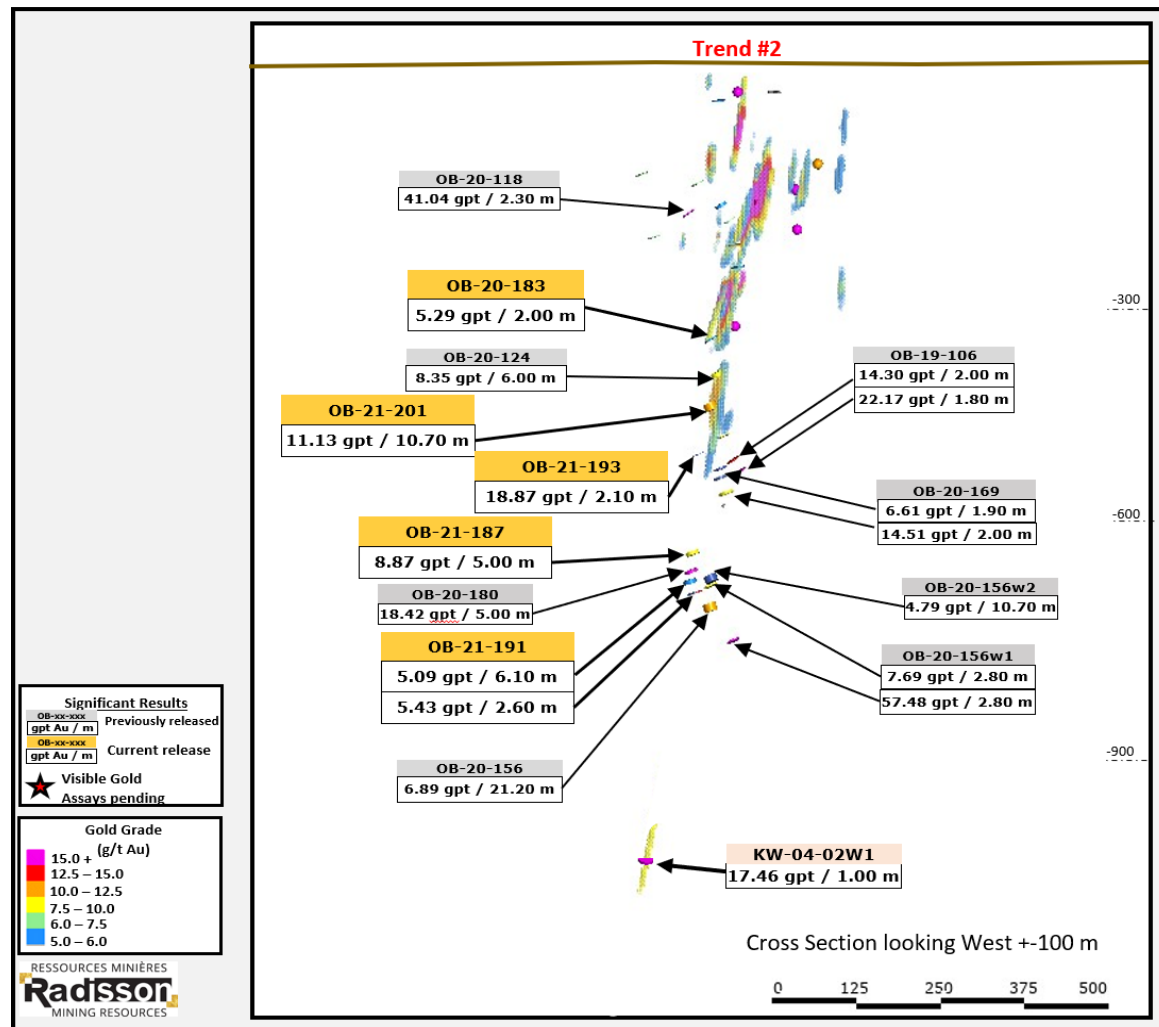 Trend #2
OB-20-118
41.04 gpt / 2.30 m
OB-20-183
5.29 gpt / 2.00 m
-300
OB-20-124
8.35 gpt / 6.00 m
OB-19-106
14.30 gpt / 2.00 m
22.17 gpt / 1.80 m
OB-21-201
11.13 gpt / 10.70 m
OB-21-193
18.87 gpt / 2.10 m
OB-20-169
6.61 gpt / 1.90 m
14.51 gpt / 2.00 m
-600
OB-21-187
8.87 gpt / 5.00 m
OB-20-180
18.42 gpt / 5.00 m
OB-20-156w2
4.79 gpt / 10.70 m
OB-21-191
5.09 gpt / 6.10 m
5.43 gpt / 2.60 m
OB-20-156w1
7.69 gpt / 2.80 m
57.48 gpt / 2.80 m
-900
OB-20-156
6.89 gpt / 21.20 m
KW-04-02W1
17.46 gpt / 1.00 m
Significant Results
OB-xx-xxx
gpt Au / m
Previously released
OB-xx-xxx
gpt Au / m
Current release
Visible Gold
Assays pending
Gold Grade
(g/t Au)
15.0 +
12.5 – 15.0
10.0 – 12.5
7.5 – 10.0
6.0 – 7.5
5.0 – 6.0
RESSOURCES MINIÈRES
Radisson
MINING RESOURCES
Cross Section looking West +-100 m
0 125 250 375 500